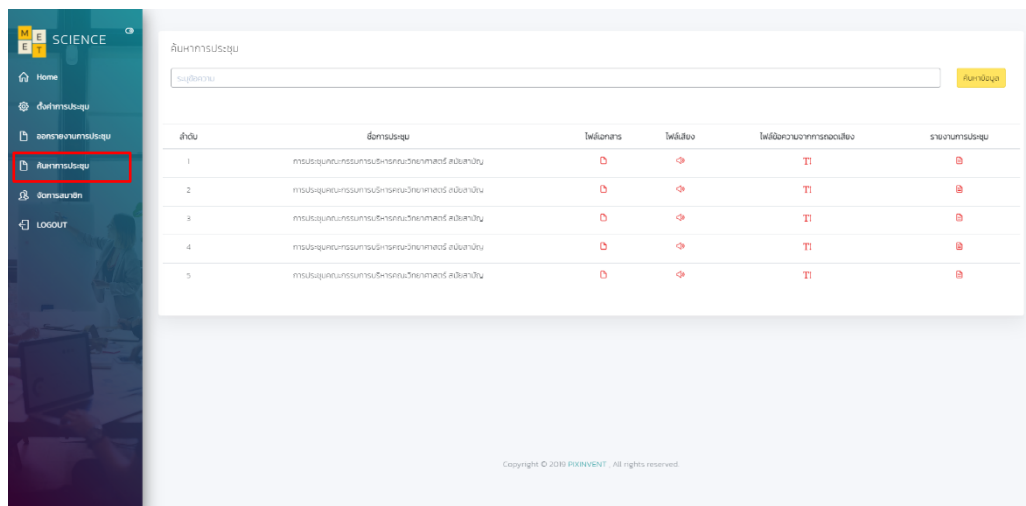 M E E T SCIENCE
Home
ตั้งค่าการประชุม
ออกรายงานการประชุม
ค้นหาการประชุม
จัดการสมาชิก
LOGOUT
ค้นหาการประชุม
ระบุข้อความ
ค้นหาข้อมูล
ลำดับ ชื่อการประชุม ไฟล์เอกสาร ไฟล์เสียง ไฟล์ข้อความจากการถอดเสียง รายงานการประชุม
1 การประชุมคณะกรรมการบริหารคณะวิทยาศาสตร์ สมัยสามัญ
2 การประชุมคณะกรรมการบริหารคณะวิทยาศาสตร์ สมัยสามัญ
3 การประชุมคณะกรรมการบริหารคณะวิทยาศาสตร์ สมัยสามัญ
4 การประชุมคณะกรรมการบริหารคณะวิทยาศาสตร์ สมัยสามัญ
5 การประชุมคณะกรรมการบริหารคณะวิทยาศาสตร์ สมัยสามัญ
Copyright © 2019 PIXINVENT , All rights reserved.